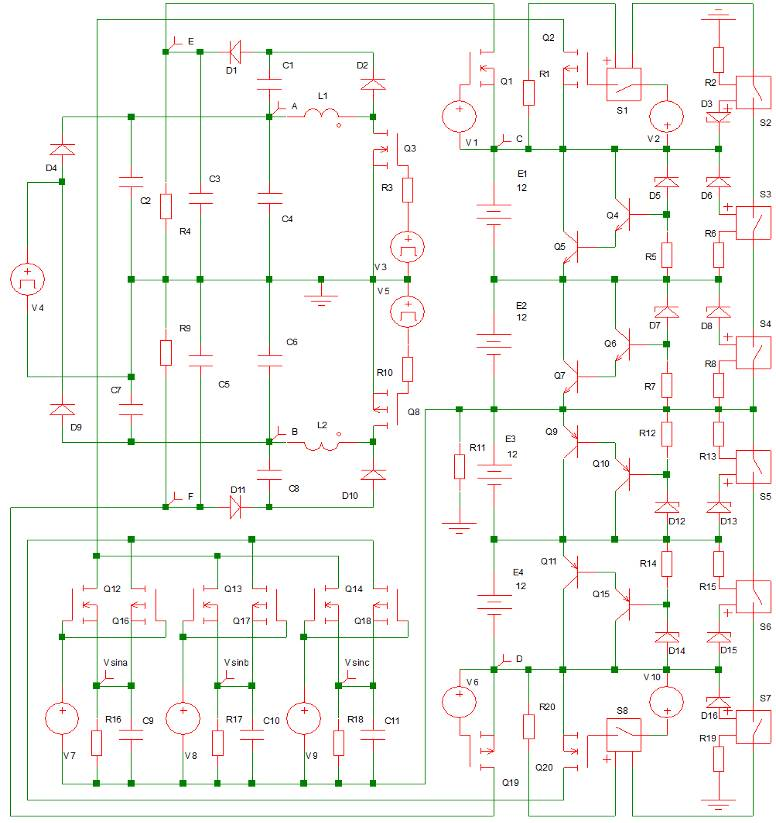 E
D1
C1
D2
Q1
R1
Q2
S1
V1
V2
R2
D3
S2
A
L1
Q3
R3
C
D4
C2
R4
C3
C4
V3
E1
12
Q4
Q5
D5
D6
R5
R6
S3
V4
V5
R9
C5
C6
R10
Q8
E2
12
Q6
Q7
D7
D8
R7
R8
S4
C7
D9
B
L2
C8
D10
D11
F
R11
E3
12
Q9
Q10
R12
R13
D12
D13
S5
Q12
Q16
Q13
Q17
Q14
Q18
E4
12
Q11
Q15
R14
R15
D14
D15
S6
Vsina
Vsinb
Vsinc
D
V6
R20
S8
V10
D16
S7
R16
C9
R17
C10
R18
C11
V7
V8
V9
Q19
Q20
R19